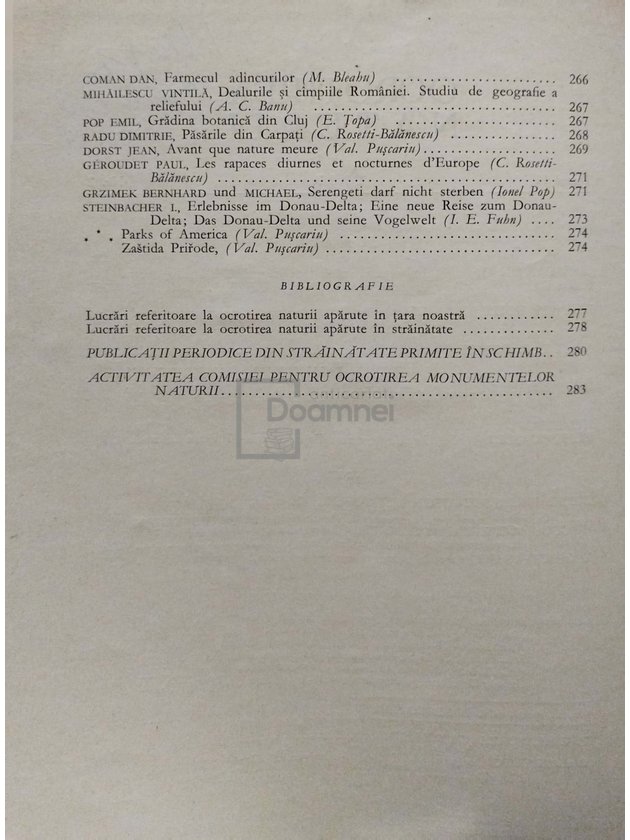 COMAN DAN, Farmecul adincurilor (M. Bleahu) ........................ 266
MIHĂILESCU VINTILĂ, Dealurile și cîmpiile României. Studiu de geografie a
reliefului (A. C. Banu) .................................... 267
POP EMIL, Grădina botanică din Cluj (E. Țopa) ........................ 267
RADU DIMITRIE, Păsările din Carpați (C. Rosetti-Bălănescu) ............... 268
DORST JEAN, Avant que nature meure (Val. Pușcariu)................... 269
GÉROUDET PAUL, Les rapaces diurnes et nocturnes d'Europe (C. Rosetti-
Bălănescu) ................................................ 271
GRZIMEK BERNHARD und MICHAEL, Serengeti darf nicht sterben (Ionel Pop) 271
STEINBACHER I., Erlebnisse im Donau-Delta; Eine neue Reise zum Donau-
Delta; Das Donau-Delta und seine Vogelwelt (I. E. Fuhn) .... 273
* * * Parks of America (Val. Pușcariu) ............................... 274
Zaštida Přirode, (Val. Pușcariu) ................................. 274
BIBLIOGRAFIE
Lucrări referitoare la ocrotirea naturii apărute în țara noastră ............ 277
Lucrări referitoare la ocrotirea naturii apărute în străinătate .............. 278
PUBLICAȚII PERIODICE DIN STRĂINĂTATE PRIMITE ÎN SCHIMB.. 280
ACTIVITATEA COMISIEI PENTRU OCROTIREA MONUMENTELOR
NATURII.................................................. 283
Doamnei